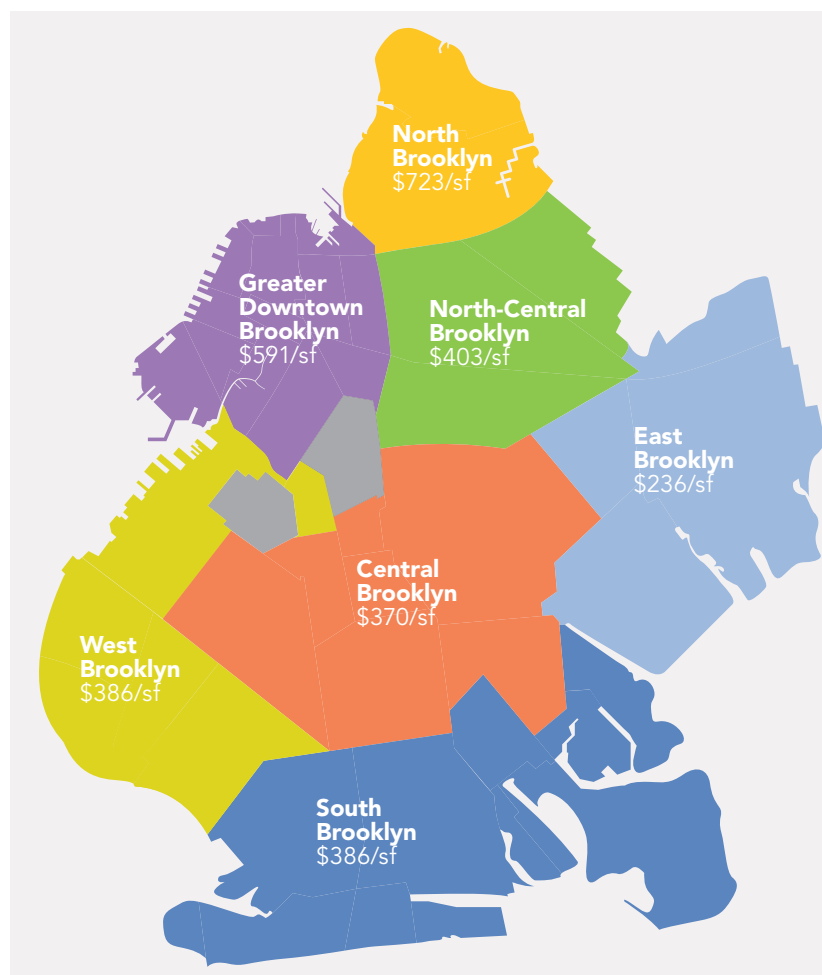 North
Brooklyn
$723/sf
Greater
Downtown
Brooklyn
$591/sf
North-Central
Brooklyn
$403/sf
East
Brooklyn
$236/sf
Central
Brooklyn
$370/sf
West
Brooklyn
$386/sf
South
Brooklyn
$386/sf